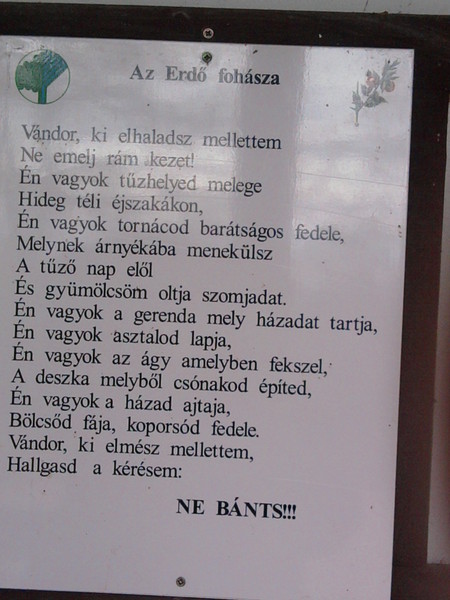 Az Erdő fohásza
Vándor, ki elhaladsz mellettem
Ne emelj rám kezet!
Én vagyok tűzhelyed melege
Hideg téli éjszakákon,
Én vagyok tornácod barátságos fedele,
Melynek árnyékába menekülsz
A tűző nap elől
És gyümölcsöm oltja szomjadat.
Én vagyok a gerenda mely házadat tartja,
Én vagyok asztalod lapja,
Én vagyok az ágy amelyben fekszel,
A deszka melyből csónakod építed,
Én vagyok a házad ajtaja,
Bölcsőd fája, koporsód fedele.
Vándor, ki elmész mellettem,
Hallgasd a kérésem:
NE BÁNTS!!!